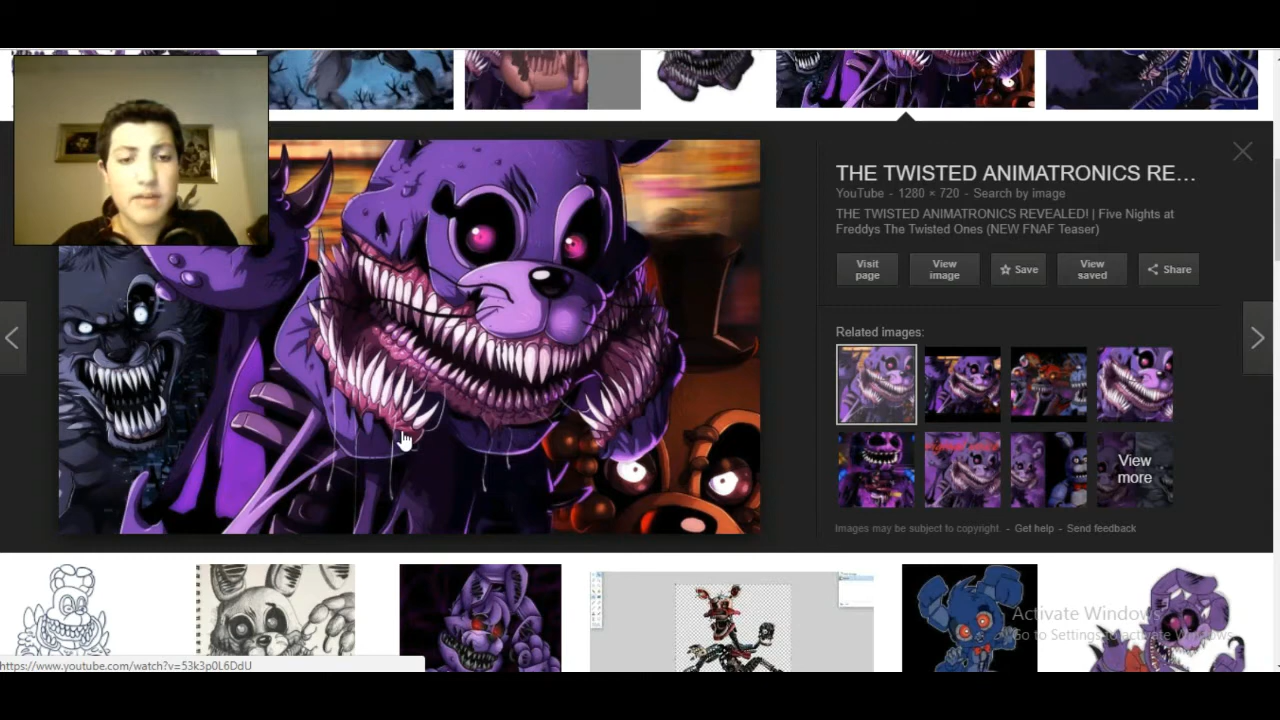 THE TWISTED ANIMATRONICS RE...
YouTube - 1280 × 720 - Search by image
THE TWISTED ANIMATRONICS REVEALED! | Five Nights at
Freddys The Twisted Ones (NEW FNAF Teaser)
Visit
page
View
image
Save
View
saved
Share
Related images:
View
more
Images may be subject to copyright. - Get help - Send feedback
Activate Windows
Go to Settings to activate Windows.
https://www.youtube.com/watch?v=53k3p0L6DdU